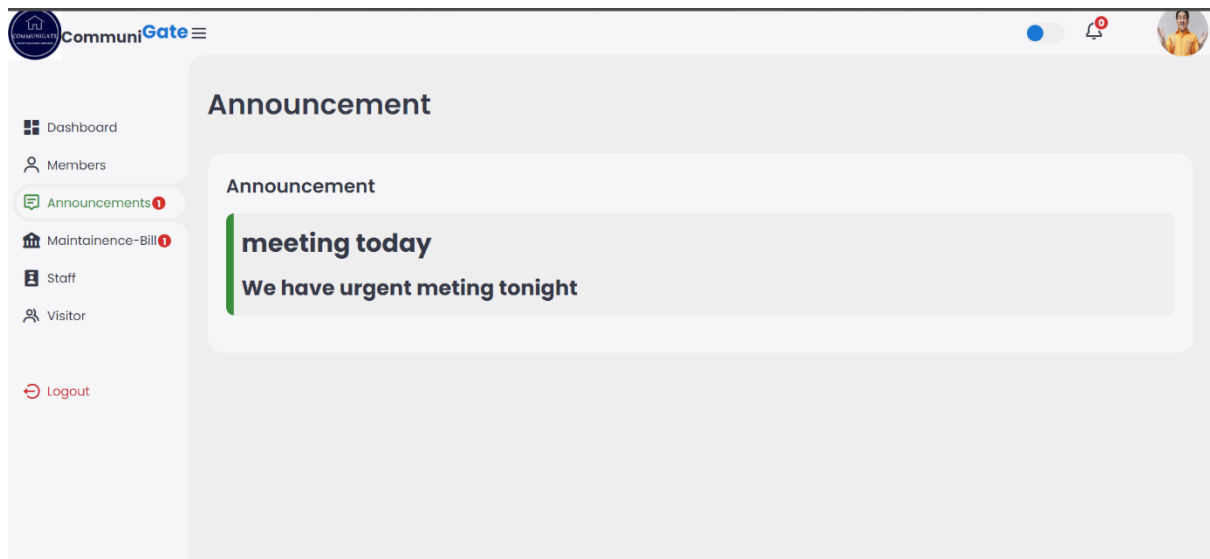 COMMUNIGATE
CommuniGate
0
Announcement
Dashboard
Members
Announcements 1
Maintainence-Bill 1
Staff
Visitor
Logout
Announcement
meeting today
We have urgent meting tonight